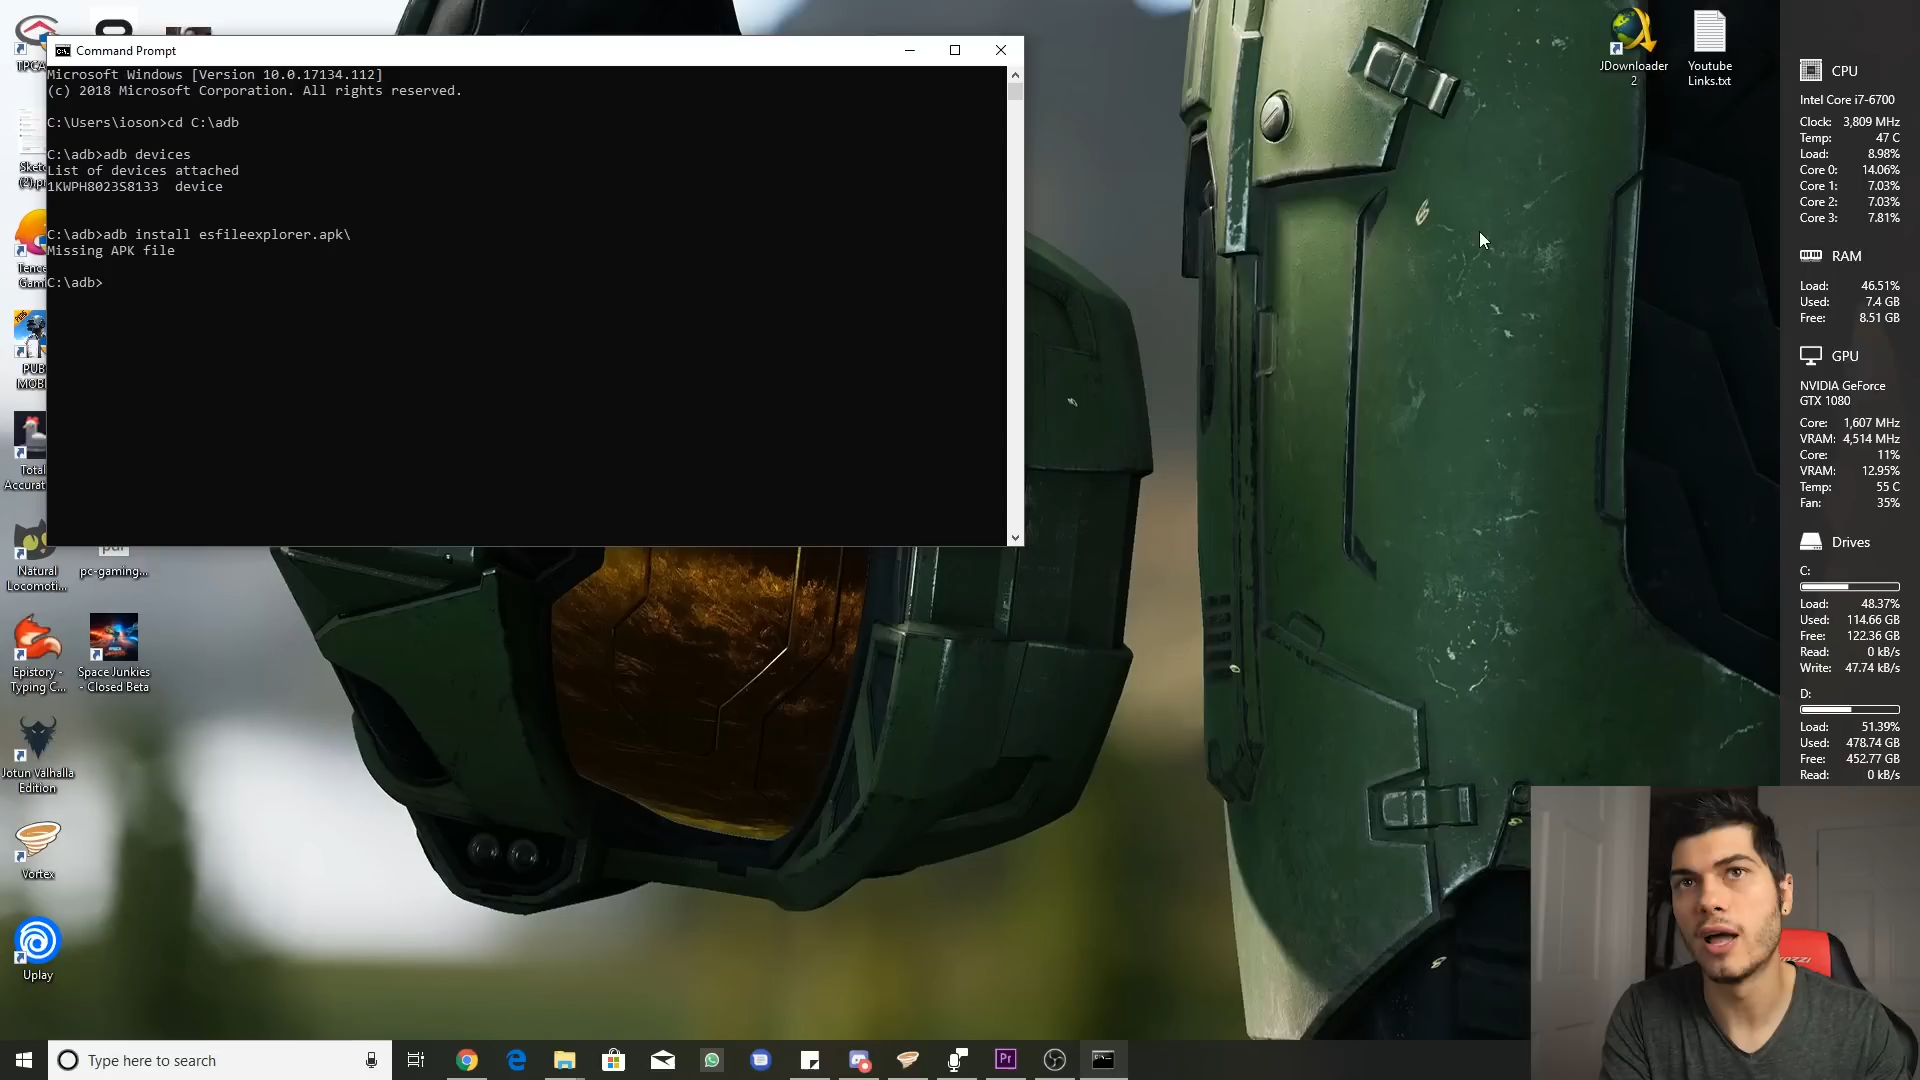 Command Prompt
Microsoft Windows [Version 10.0.17134.112]
(c) 2018 Microsoft Corporation. All rights reserved.
C:\Users\ioson>cd C:\adb
C:\adb>adb devices
List of devices attached
1KWPH8023S8133  device
C:\adb>adb install esfileexplorer.apk\
Missing APK file
C:\adb>
Total
Accurat...
Natural
Locomoti...
pc-gaming...
Epistory -
Typing C...
Space Junkies
- Closed Beta
Jotun Valhalla
Edition
Vortex
Uplay
JDownloader
2
Youtube
Links.txt
CPU
Intel Core i7-6700
Clock: 3,809 MHz
Temp: 47 C
Load: 8.98%
Core 0: 14.06%
Core 1: 7.03%
Core 2: 7.03%
Core 3: 7.81%
RAM
Load: 46.51%
Used: 7.4 GB
Free: 8.51 GB
GPU
NVIDIA GeForce
GTX 1080
Core: 1,607 MHz
VRAM: 4,514 MHz
Core: 11%
VRAM: 12.95%
Temp: 55 C
Fan: 35%
Drives
C:
Load: 48.37%
Used: 114.66 GB
Free: 122.36 GB
Read: 0 kB/s
Write: 47.74 kB/s
D:
Load: 51.39%
Used: 478.74 GB
Free: 452.77 GB
Read: 0 kB/s
Type here to search
Pr